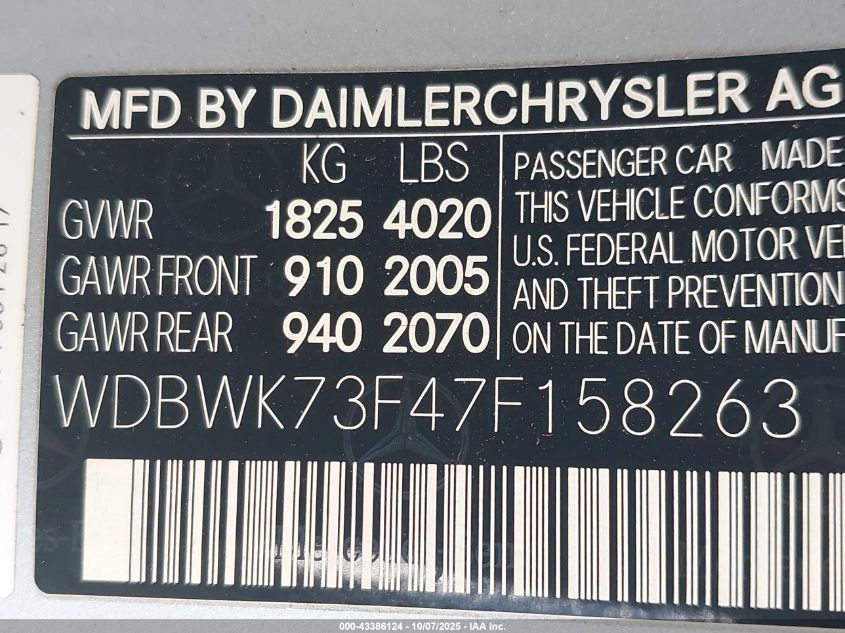 MFD BY DAIMLERCHRYSLER AG
KG LBS
GVWR 1825 4020
GAWR FRONT 910 2005
GAWR REAR 940 2070
PASSENGER CAR MADE
THIS VEHICLE CONFORMS
U.S. FEDERAL MOTOR VE
AND THEFT PREVENTION
ON THE DATE OF MANUF
WDBWK73F47F158263
000-43386124 - 10/07/2025 - IAA Inc.